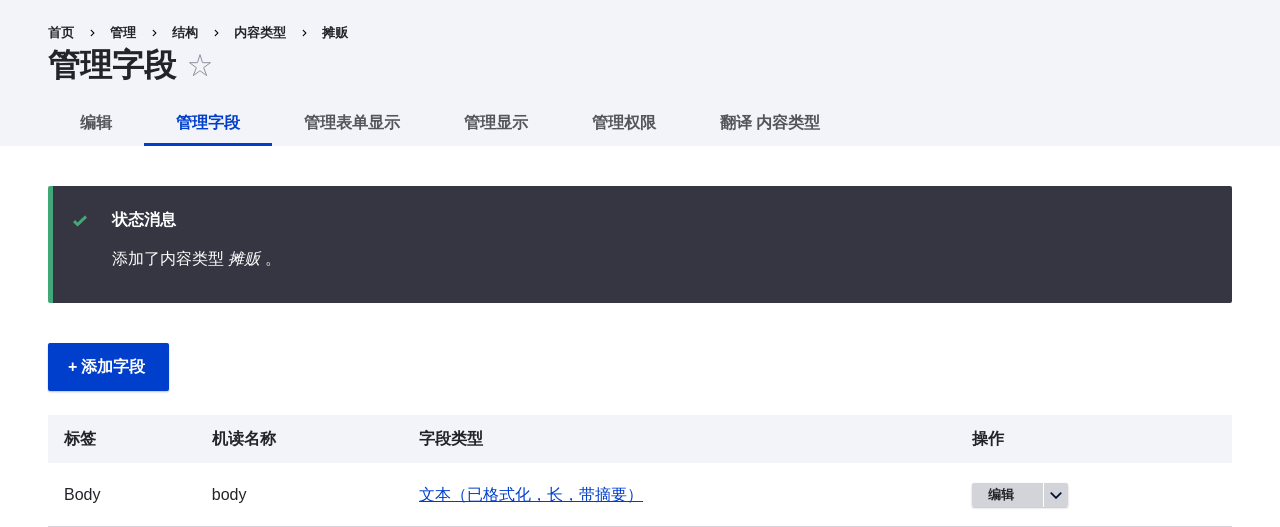 首页 › 管理 › 结构 › 内容类型 › 摊贩
管理字段 ☆
编辑 管理字段 管理表单显示 管理显示 管理权限 翻译 内容类型
状态消息
添加了内容类型 摊贩 。
+ 添加字段
标签 机读名称 字段类型 操作
Body body 文本（已格式化，长，带摘要） 编辑